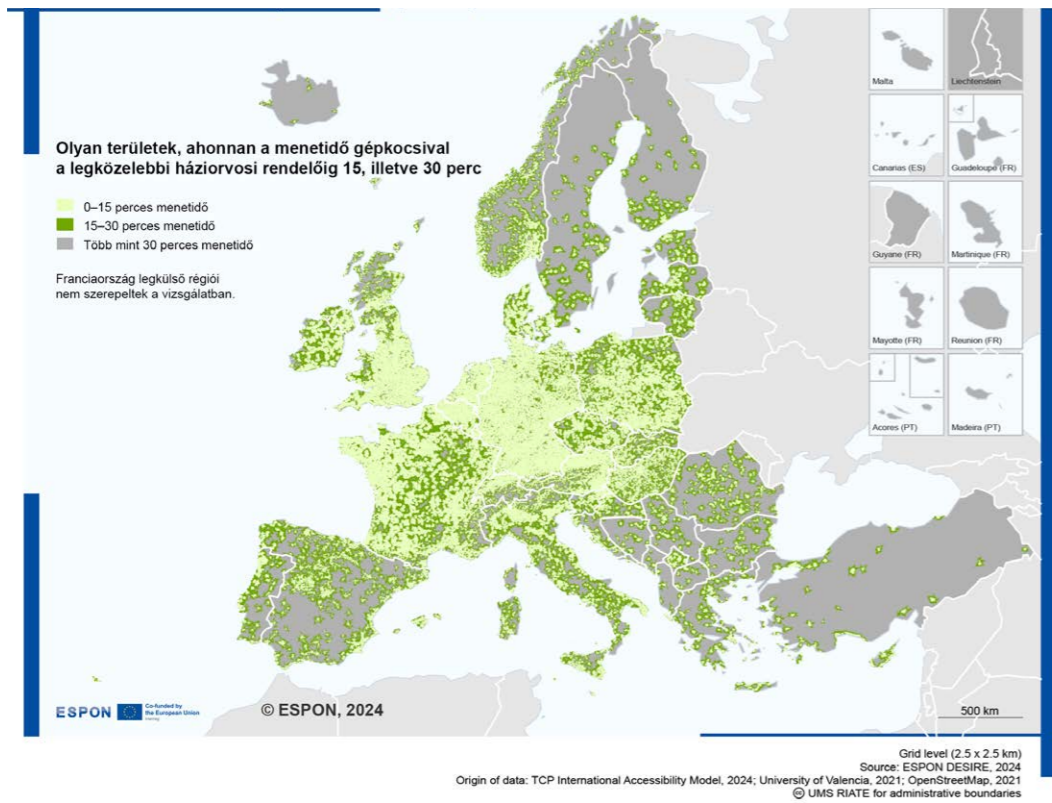 Olyan területek, ahonnan a menetidő gépkocsival
a legközelebbi háziorvosi rendelőig 15, illetve 30 perc
0–15 perces menetidő
15–30 perces menetidő
Több mint 30 perces menetidő
Franciaország legkülső régiói
nem szerepeltek a vizsgálatban.
Malta
Liechtenstein
Canarias (ES)
Guadeloupe (FR)
Guyane (FR)
Martinique (FR)
Mayotte (FR)
Reunion (FR)
Acores (PT)
Madeira (PT)
ESPON
Co-funded by
the European Union
Interreg
© ESPON, 2024
500 km
Grid level (2.5 x 2.5 km)
Source: ESPON DESIRE, 2024
Origin of data: TCP International Accessibility Model, 2024; University of Valencia, 2021; OpenStreetMap, 2021
UMS RIATE for administrative boundaries